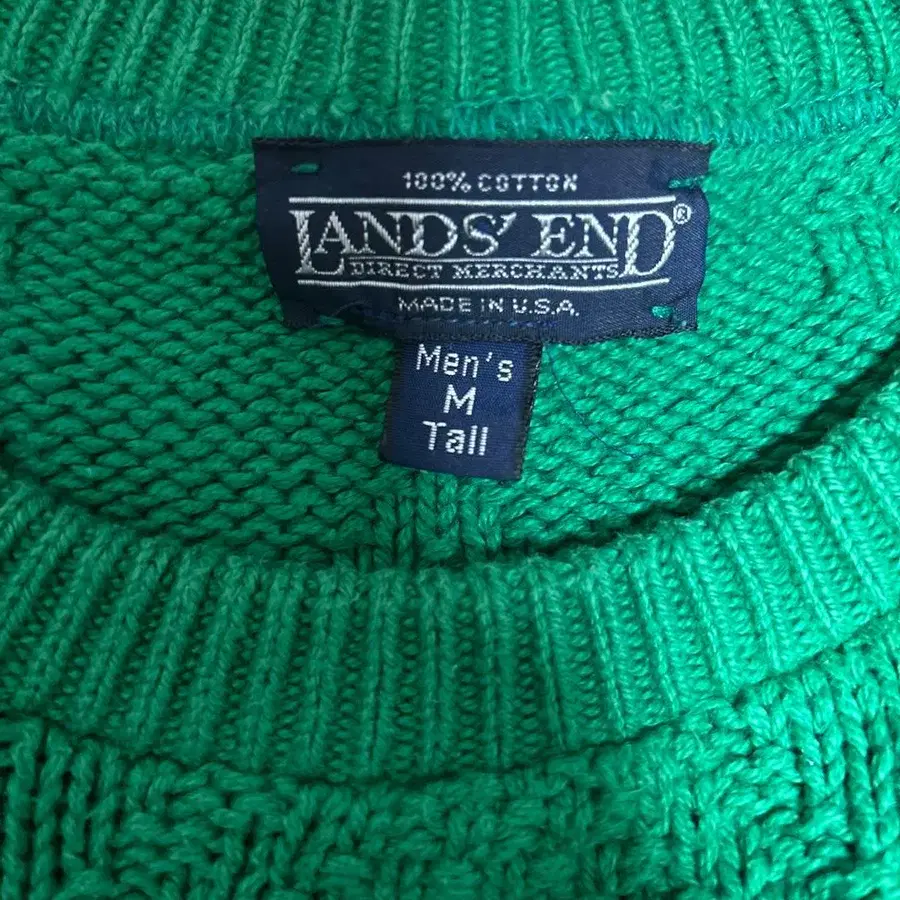 100% COTTON
LANDS' END®
DIRECT MERCHANTS
MADE IN U.S.A.
Men's
M
Tall